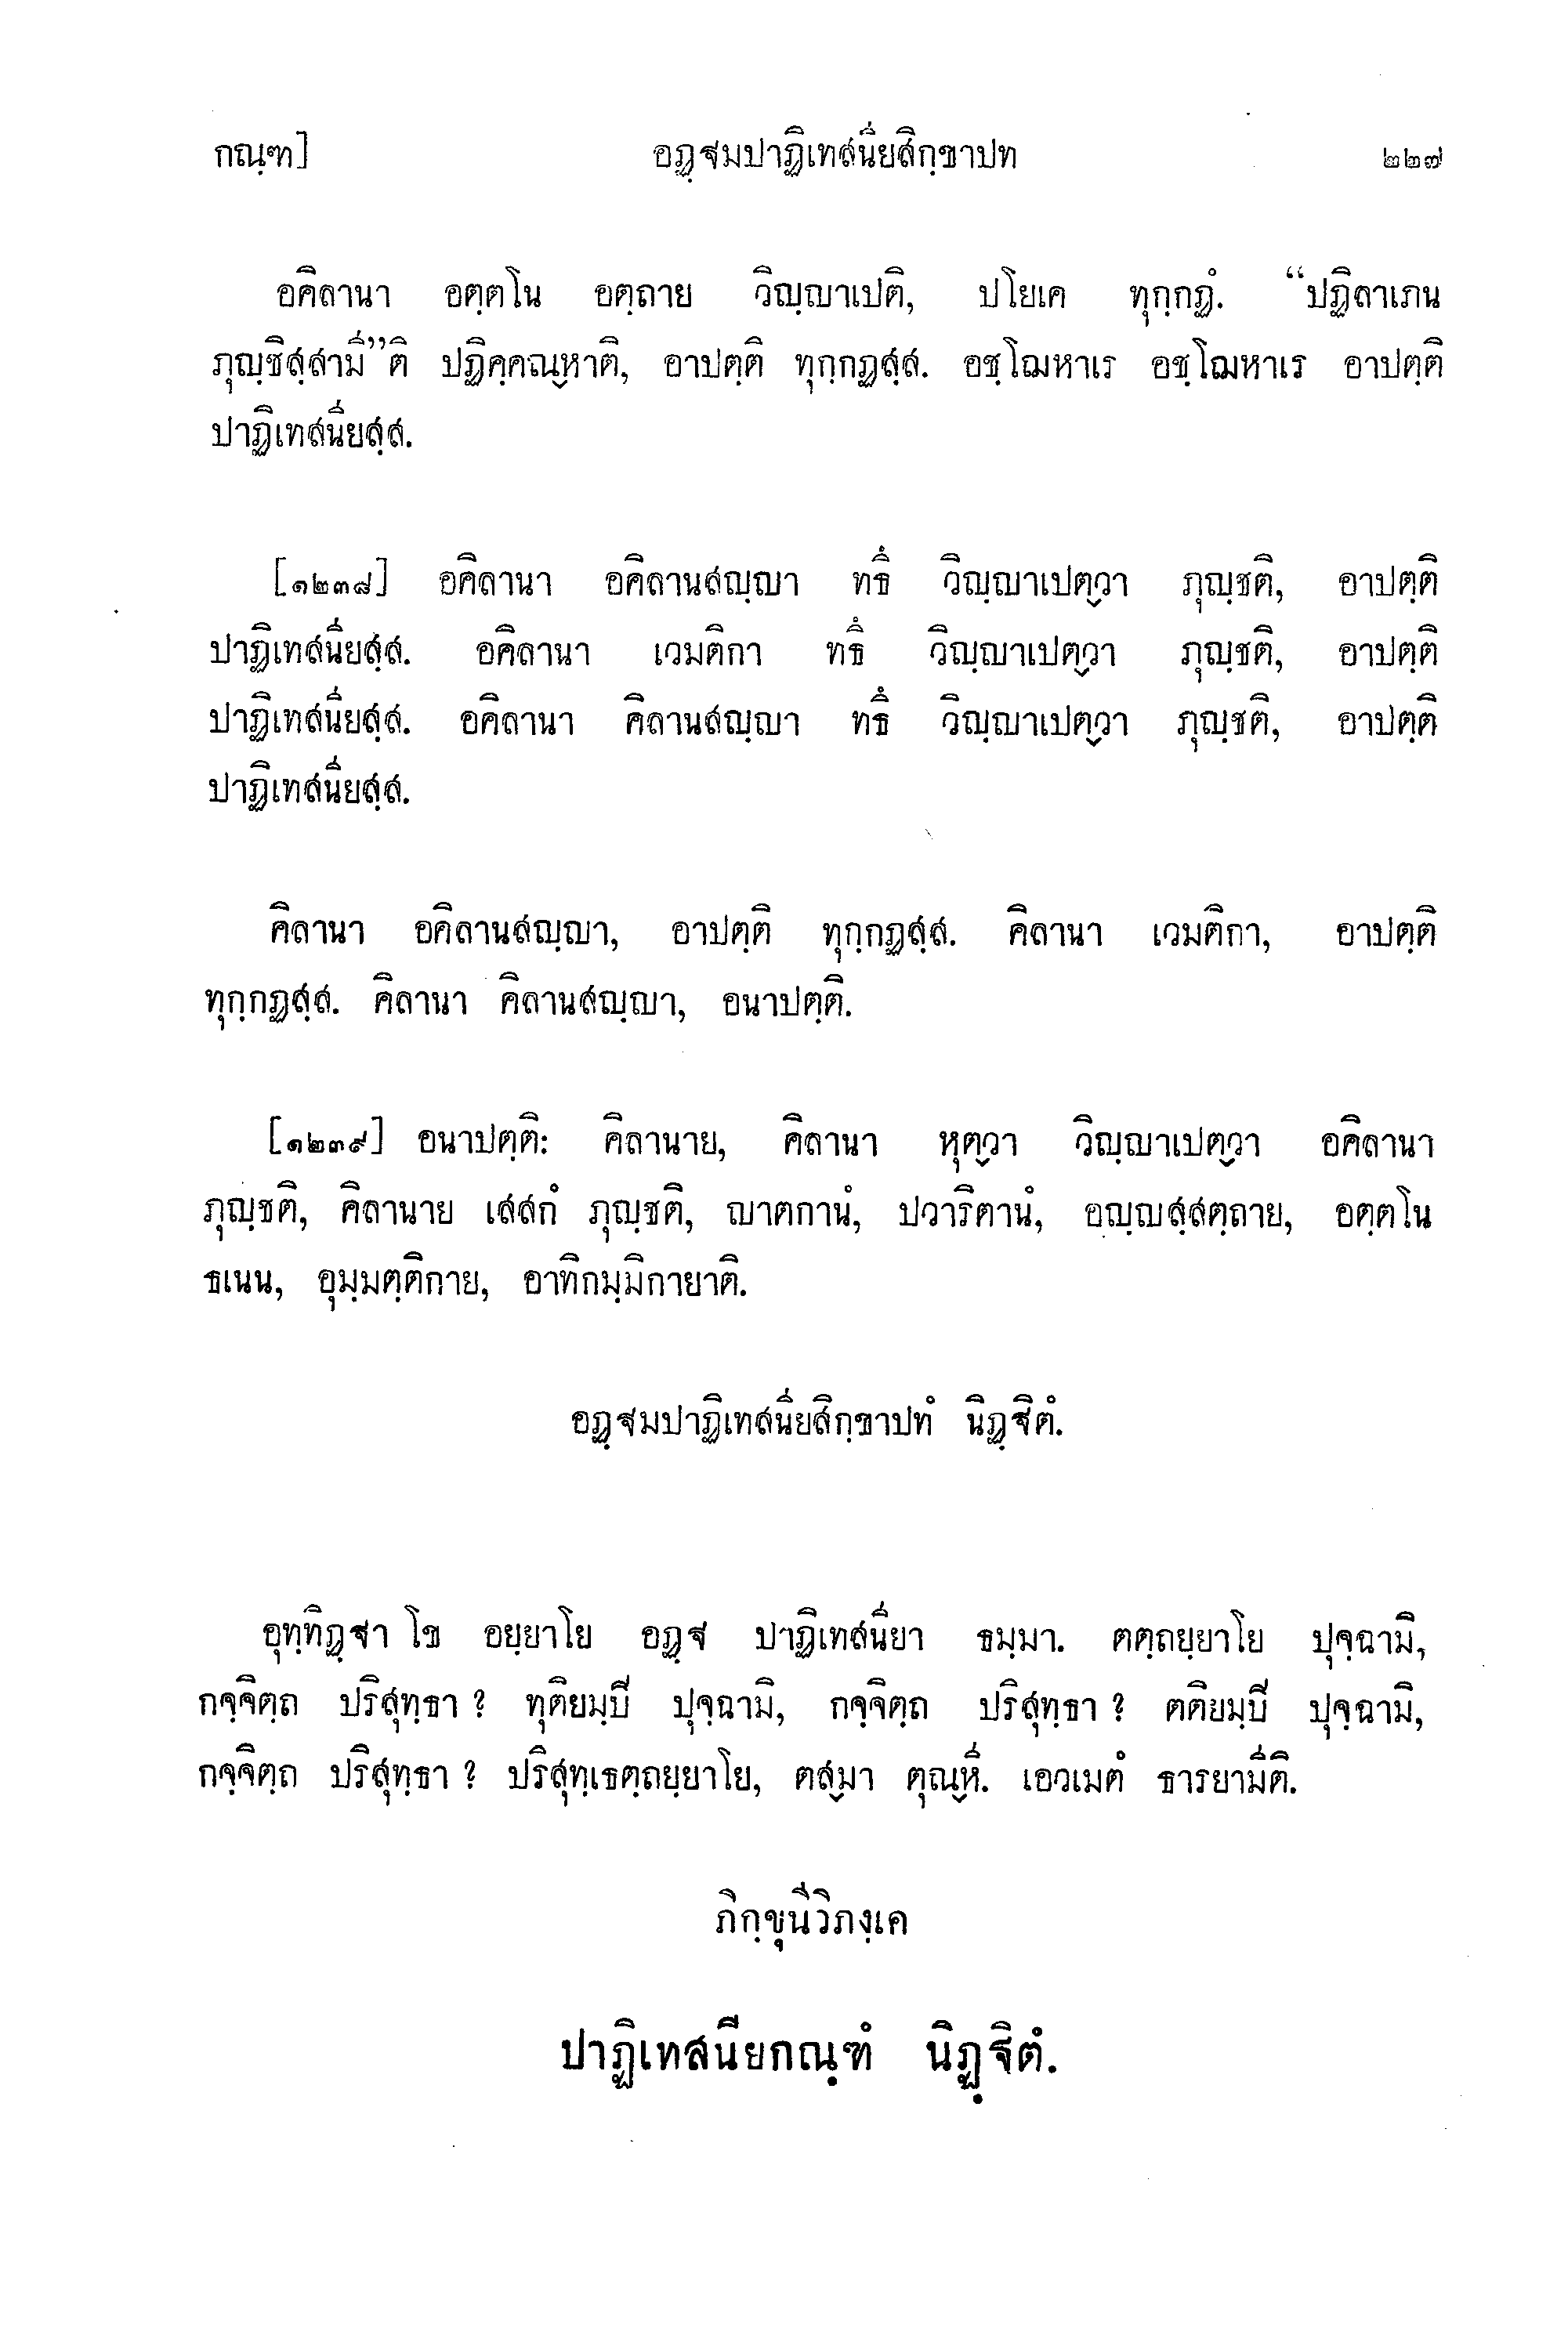 กณฺฑ] อฏฺฐมปาฏิเทสนียสิกฺขาปท ๒๒๗
อคิลานา อตฺตโน อตฺถาย วิญฺญาเปติ, ปโยเค ทุกฺกฏํ. “ปฏิลาเภน
ภุญฺชิสฺสามี”ติ ปฏิคฺคณฺหาติ, อาปตฺติ ทุกฺกฏสฺส. อชฺโฌหาเร อชฺโฌหาเร อาปตฺติ
ปาฏิเทสนียสฺส.
[๑๒๓๘] อคิลานา อคิลานสญฺญา ทธึ วิญฺญาเปตฺวา ภุญฺชติ, อาปตฺติ
ปาฏิเทสนียสฺส. อคิลานา เวมติกา ทธึ วิญฺญาเปตฺวา ภุญฺชติ, อาปตฺติ
ปาฏิเทสนียสฺส. อคิลานา คิลานสญฺญา ทธึ วิญฺญาเปตฺวา ภุญฺชติ, อาปตฺติ
ปาฏิเทสนียสฺส.
คิลานา อคิลานสญฺญา, อาปตฺติ ทุกฺกฏสฺส. คิลานา เวมติกา, อาปตฺติ
ทุกฺกฏสฺส. คิลานา คิลานสญฺญา, อนาปตฺติ.
[๑๒๓๙] อนาปตฺติ: คิลานาย, คิลานา หุตฺวา วิญฺญาเปตฺวา อคิลานา
ภุญฺชติ, คิลานาย เสสกํ ภุญฺชติ, ญาตกานํ, ปวาริตานํ, อญฺญสฺสตฺถาย, อตฺตโน
ธเนน, อุมฺมตฺติกาย, อาทิกมฺมิกายาติ.
อฏฺฐมปาฏิเทสนียสิกฺขาปทํ นิฏฺฐิตํ.
อุทฺทิฏฺฐา โข อยฺยาโย อฏฺฐ ปาฏิเทสนียา ธมฺมา. ตตฺถยฺยาโย ปุจฺฉามิ,
กจฺจิตฺถ ปริสุทฺธา ? ทุติยมฺปี ปุจฺฉามิ, กจฺจิตฺถ ปริสุทฺธา ? ตติยมฺปี ปุจฺฉามิ,
กจฺจิตฺถ ปริสุทฺธา ? ปริสุทฺเธตฺถยฺยาโย, ตสฺมา ตุณฺหี. เอวเมตํ ธารยามีติ.
ภิกฺขุนีวิภงฺเค
ปาฏิเทสนียกณฺฑํ นิฏฺฐิตํ.